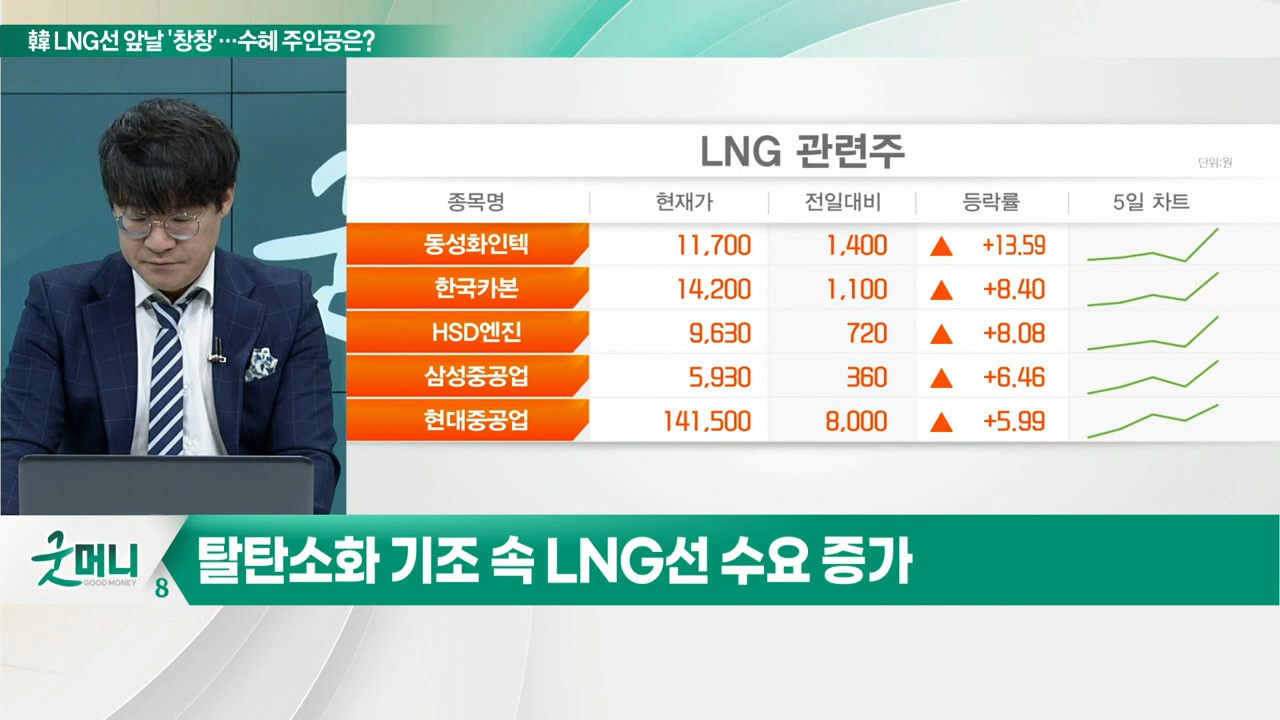 韓 LNG선 앞날 '창창'…수혜 주인공은?
LNG 관련주
단위:원
종목명 현재가 전일대비 등락률 5일 차트
동성화인텍 11,700 1,400 ▲ +13.59
한국카본 14,200 1,100 ▲ +8.40
HSD엔진 9,630 720 ▲ +8.08
삼성중공업 5,930 360 ▲ +6.46
현대중공업 141,500 8,000 ▲ +5.99
굿머니
GOOD MONEY
8
탈탄소화 기조 속 LNG선 수요 증가